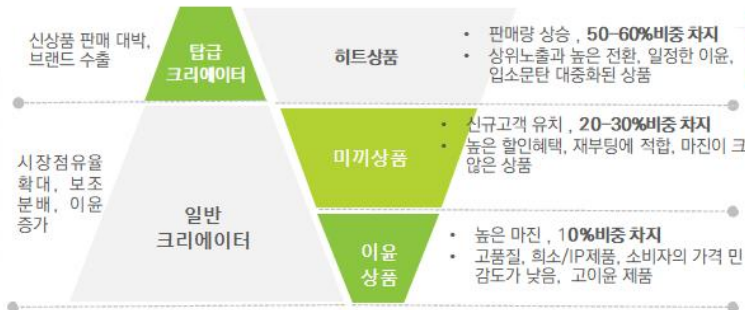 신상품 판매 대박,
브랜드 수출
탑급
크리에이터
히트상품
• 판매량 상승 , 50-60%비중 차지
• 상위노출과 높은 전환, 일정한 이윤,
입소문탄 대중화된 상품
시장점유율
확대, 보조
분배, 이윤
증가
일반
크리에이터
미끼상품
• 신규고객 유치 , 20-30%비중 차지
• 높은 할인혜택, 재부팅에 적합, 마진이 크
않은 상품
이윤
상품
• 높은 마진 , 10%비중 차지
• 고품질, 희소/IP제품, 소비자의 가격 민
감도가 낮음, 고이윤 제품